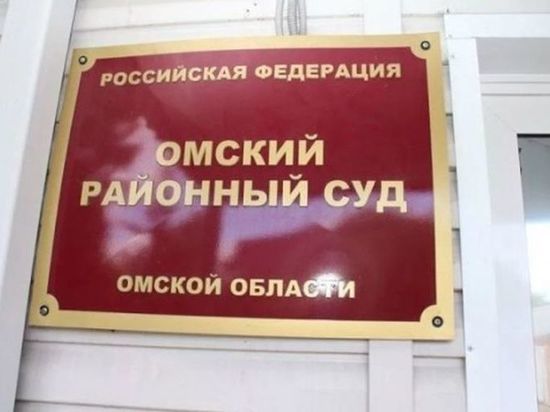 РОССИЙСКАЯ ФЕДЕРАЦИЯ
ОМСКИЙ
РАЙОННЫЙ СУД
ОМСКОЙ ОБЛАСТИ